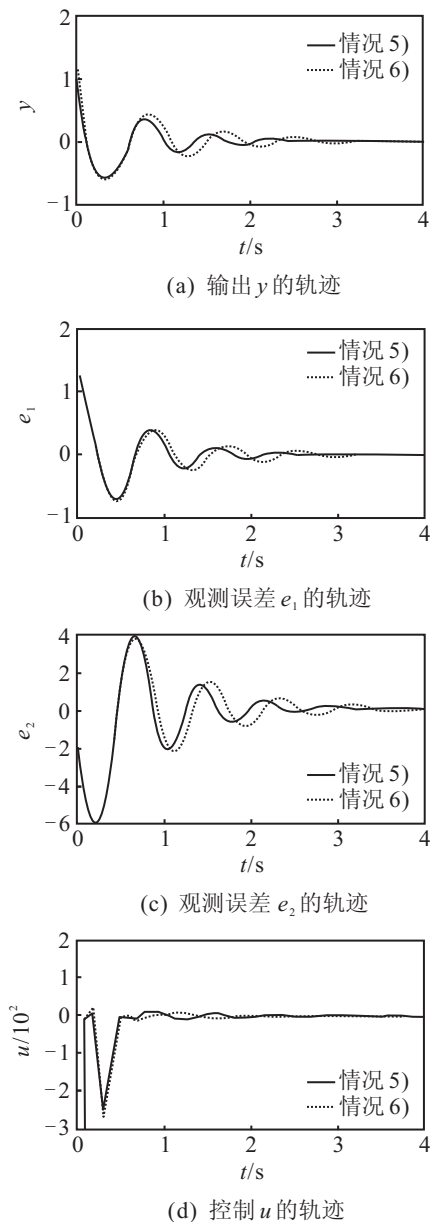 2
情况 5)
情况 6)
1
y
0
−1
0 1 2 3 4
t/s
(a) 输出 y 的轨迹
2
情况 5)
情况 6)
1
e₁
0
−1
0 1 2 3 4
t/s
(b) 观测误差 e₁ 的轨迹
4
2
0
e₂
−2
情况 5)
−4
情况 6)
−6
0 1 2 3 4
t/s
(c) 观测误差 e₂ 的轨迹
2
1
0
u/10²
−1
情况 5)
−2
情况 6)
−3
0 1 2 3 4
t/s
(d) 控制 u 的轨迹